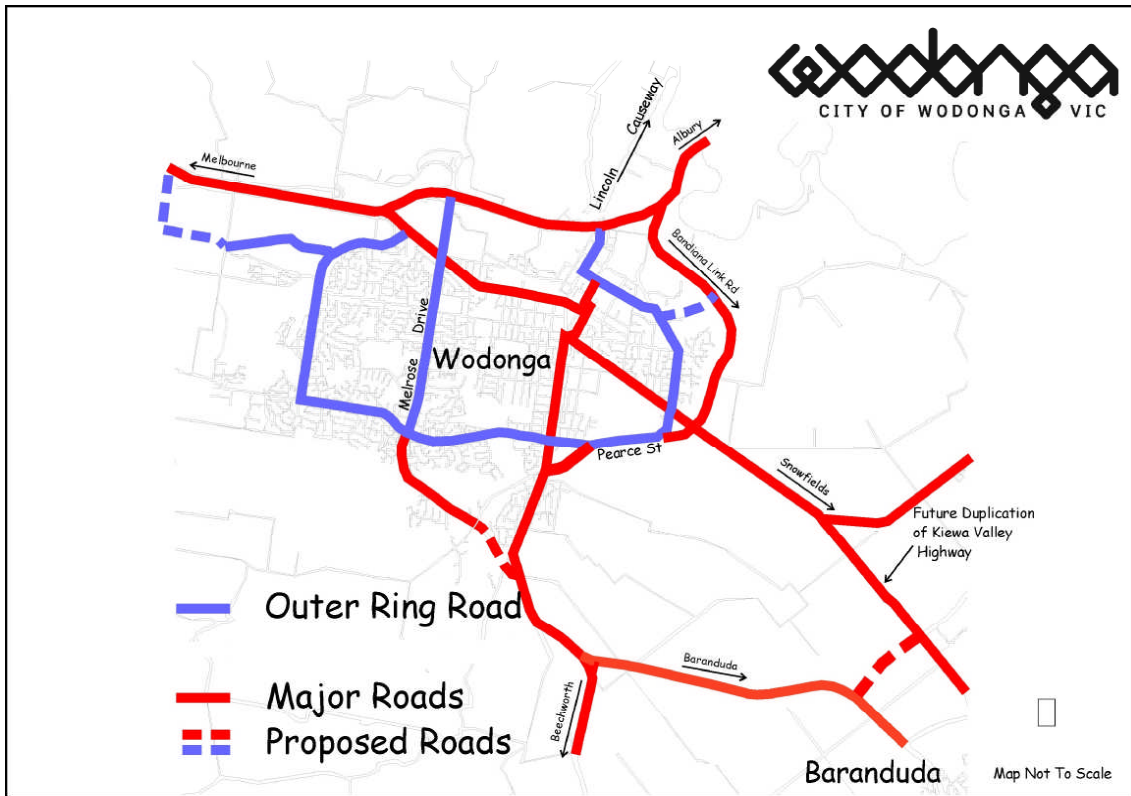 wodonga
CITY OF WODONGA VIC
Melbourne
Lincoln Causeway
Albury
Bandiana Link Rd
Melrose Drive
Wodonga
Pearce St
Snowfields
Future Duplication
of Kiewa Valley
Highway
Outer Ring Road
Major Roads
Proposed Roads
Baranduda
Beechworth
Baranduda
Map Not To Scale